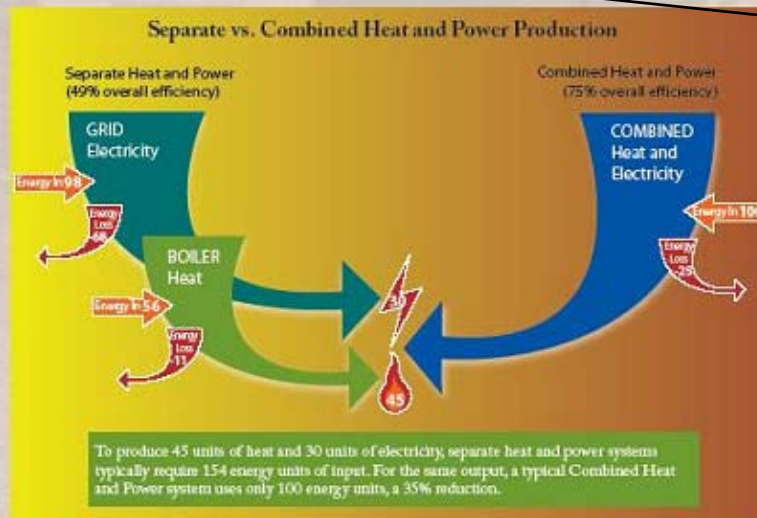 Separate vs. Combined Heat and Power Production
Separate Heat and Power
(49% overall efficiency)
Combined Heat and Power
(75% overall efficiency)
GRID
Electricity
COMBINED
Heat and
Electricity
Energy In 98
Energy In 100
Energy
Loss
-68
Energy
Loss
-25
BOILER
Heat
30
Energy In 56
Energy
Loss
-11
45
To produce 45 units of heat and 30 units of electricity, separate heat and power systems
typically require 154 energy units of input. For the same output, a typical Combined Heat
and Power system uses only 100 energy units, a 35% reduction.